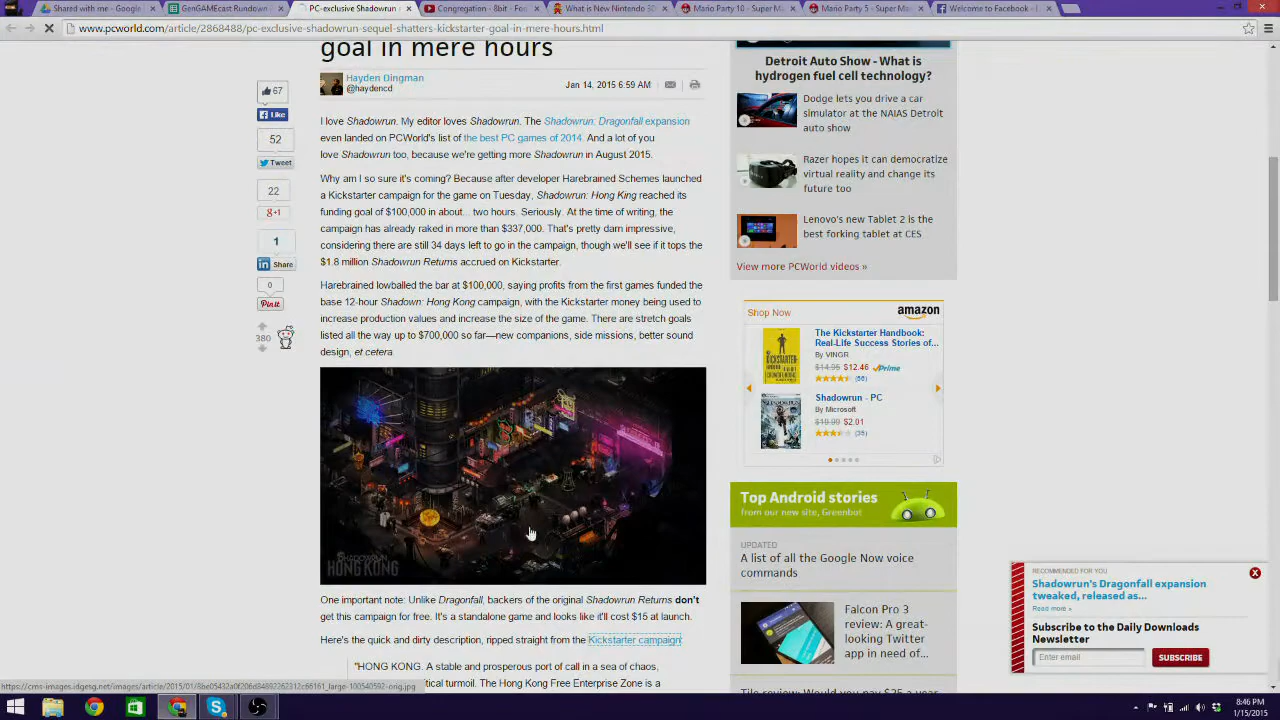 Shared with me - Google
GenGAMEcast Rundown
PC-exclusive Shadowrun
Congregation - 8bit - Fou
What is New Nintendo 3D
Mario Party 10 - Super Ma
Mario Party 5 - Super Ma
Welcome to Facebook - L
www.pcworld.com/article/2868488/pc-exclusive-shadowrun-sequel-shatters-kickstarter-goal-in-mere-hours.html
goal in mere hours
Hayden Dingman
@haydencd
Jan 14, 2015 6:59 AM
67
Like
52
Tweet
22
g+1
1
Share
0
Pin it
380
I love Shadowrun. My editor loves Shadowrun. The Shadowrun: Dragonfall expansion
even landed on PCWorld's list of the best PC games of 2014. And a lot of you
love Shadowrun too, because we're getting more Shadowrun in August 2015.
Why am I so sure it's coming? Because after developer Harebrained Schemes launched
a Kickstarter campaign for the game on Tuesday, Shadowrun: Hong Kong reached its
funding goal of $100,000 in about... two hours. Seriously. At the time of writing, the
campaign has already raked in more than $337,000. That's pretty darn impressive,
considering there are still 34 days left to go in the campaign, though we'll see if it tops the
$1.8 million Shadowrun Returns accrued on Kickstarter.
Harebrained lowballed the bar at $100,000, saying profits from their first games funded the
base 12-hour Shadown: Hong Kong campaign, with the Kickstarter money being used to
increase production values and increase the size of the game. There are stretch goals
listed all the way up to $700,000 so far—new companions, side missions, better sound
design, et cetera.
SHADOWRUN
HONG KONG
One important note: Unlike Dragonfall, backers of the original Shadowrun Returns don't
get this campaign for free. It's a standalone game and looks like it'll cost $15 at launch.
Here's the quick and dirty description, ripped straight from the Kickstarter campaign:
"HONG KONG. A stable and prosperous port of call in a sea of chaos,
tical turmoil. The Hong Kong Free Enterprise Zone is a
Detroit Auto Show - What is
hydrogen fuel cell technology?
Dodge lets you drive a car
simulator at the NAIAS Detroit
auto show
Razer hopes it can democratize
virtual reality and change its
future too
Lenovo's new Tablet 2 is the
best forking tablet at CES
View more PCWorld videos »
Shop Now
amazon
The Kickstarter Handbook:
Real-Life Success Stories of...
By VINGR
$14.95 $12.46 Prime
(66)
Shadowrun - PC
By Microsoft
$19.99 $2.01
(35)
Top Android stories
from our new site, Greenbot
UPDATED
A list of all the Google Now voice
commands
Falcon Pro 3
review: A great-
looking Twitter
app in need of...
Tile review: Would you pay $25 a year
RECOMMENDED FOR YOU
Shadowrun's Dragonfall expansion
tweaked, released as...
Read more »
Subscribe to the Daily Downloads
Newsletter
Enter email
SUBSCRIBE
8:05 PM
1/15/2015